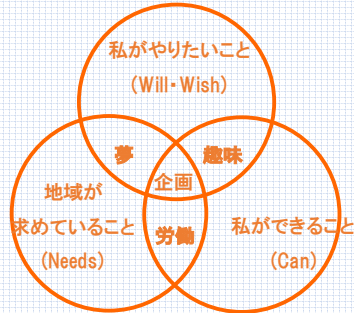 私がやりたいこと
(Will・Wish)
夢
趣味
企画
地域が
求めていること
(Needs)
労働
私ができること
(Can)